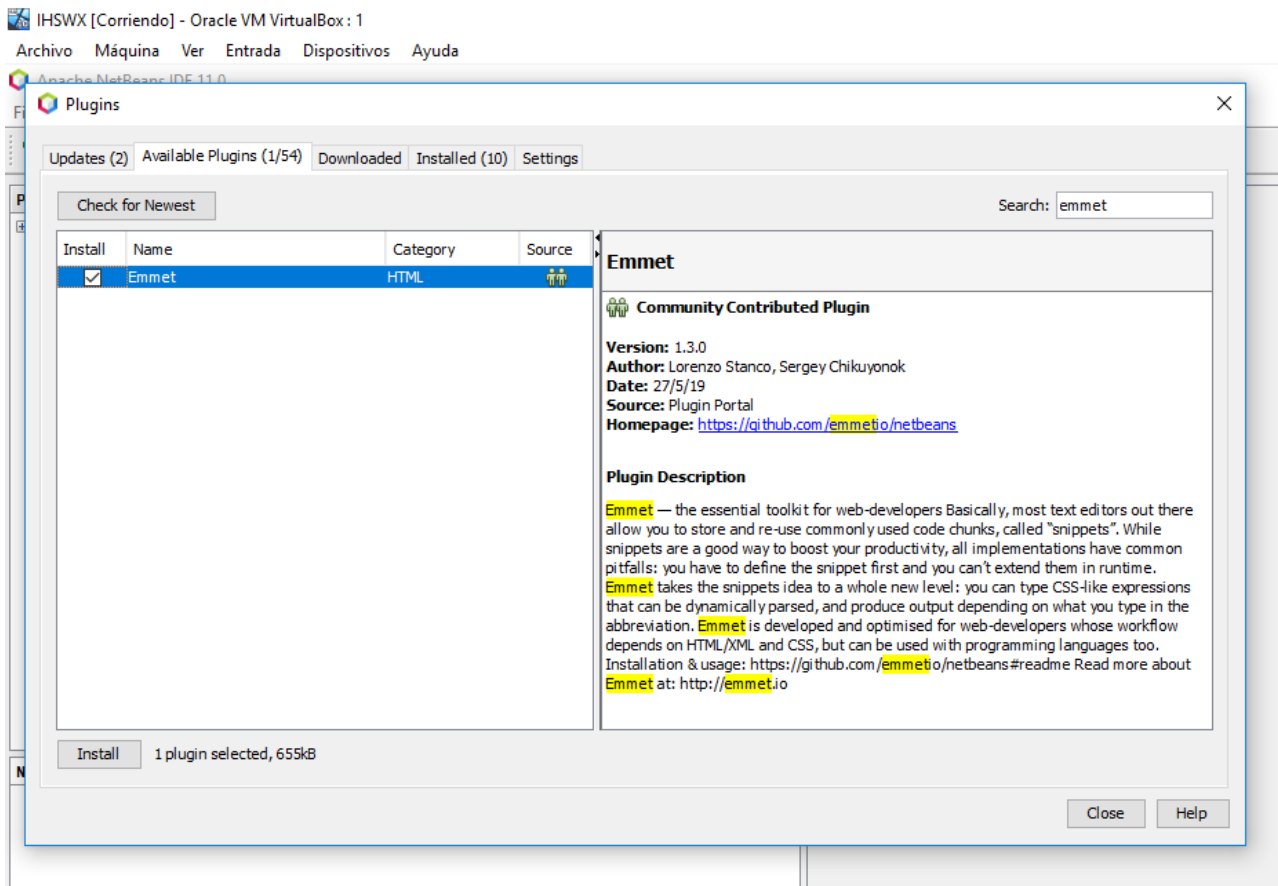 IHSWX [Corriendo] - Oracle VM VirtualBox : 1
Archivo Máquina Ver Entrada Dispositivos Ayuda
Apache NetBeans IDE 11.0
Fi
Plugins
Updates (2) Available Plugins (1/54) Downloaded Installed (10) Settings
P
Check for Newest
Search: emmet
Install Name Category Source
Emmet HTML
Emmet
Community Contributed Plugin
Version: 1.3.0
Author: Lorenzo Stanco, Sergey Chikuyonok
Date: 27/5/19
Source: Plugin Portal
Homepage: https://github.com/emmetio/netbeans
Plugin Description
Emmet — the essential toolkit for web-developers Basically, most text editors out there
allow you to store and re-use commonly used code chunks, called “snippets”. While
snippets are a good way to boost your productivity, all implementations have common
pitfalls: you have to define the snippet first and you can’t extend them in runtime.
Emmet takes the snippets idea to a whole new level: you can type CSS-like expressions
that can be dynamically parsed, and produce output depending on what you type in the
abbreviation. Emmet is developed and optimised for web-developers whose workflow
depends on HTML/XML and CSS, but can be used with programming languages too.
Installation & usage: https://github.com/emmetio/netbeans#readme Read more about
Emmet at: http://emmet.io
Install 1 plugin selected, 655kB
N
Close Help